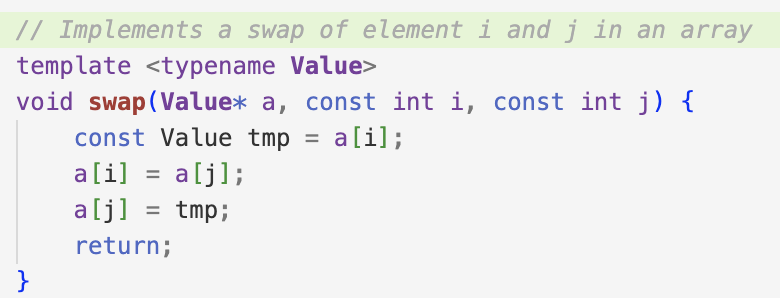 // Implements a swap of element i and j in an array
template <typename Value>
void swap(Value* a, const int i, const int j) {
    const Value tmp = a[i];
    a[i] = a[j];
    a[j] = tmp;
    return;
}